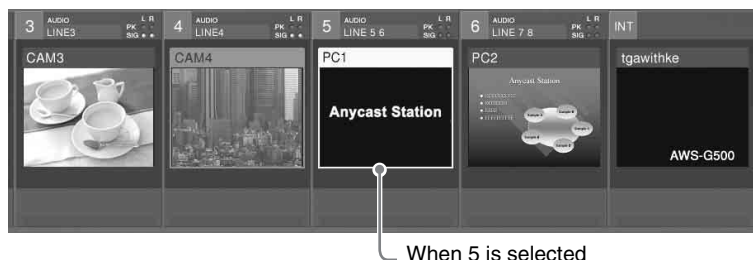 3 AUDIO LINE3 PK SIG L R
4 AUDIO LINE4 PK SIG L R
5 AUDIO LINE 5 6 PK SIG L R
6 AUDIO LINE 7 8 PK SIG L R
INT
CAM3
CAM4
PC1
PC2
tgawithke
Anycast Station
Anycast Station
Sample A
Sample B
AWS-G500
When 5 is selected